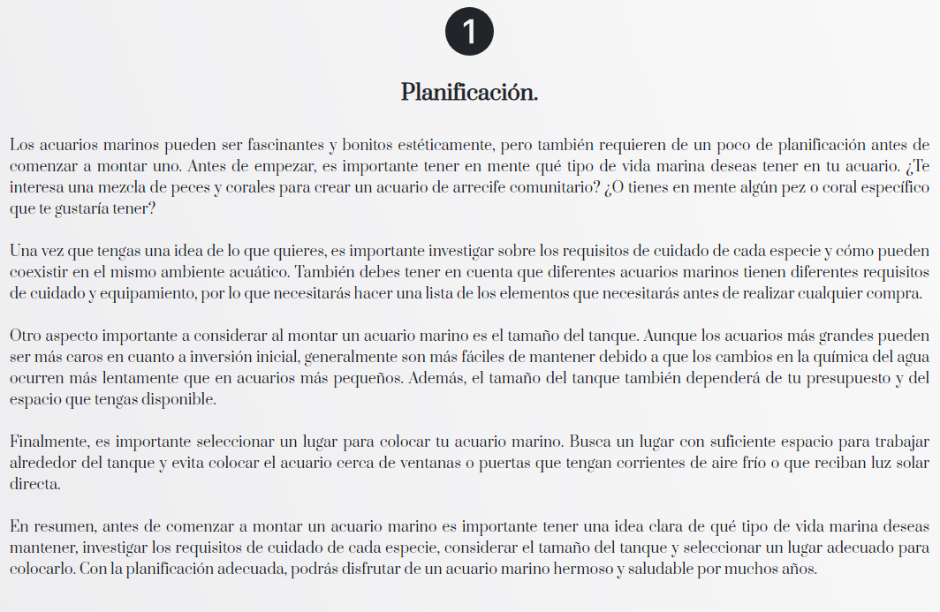 1
Planificación.
Los acuarios marinos pueden ser fascinantes y bonitos estéticamente, pero también requieren de un poco de planificación antes de
comenzar a montar uno. Antes de empezar, es importante tener en mente qué tipo de vida marina deseas tener en tu acuario. ¿Te
interesa una mezcla de peces y corales para crear un acuario de arrecife comunitario? ¿O tienes en mente algún pez o coral específico
que te gustaría tener?
Una vez que tengas una idea de lo que quieres, es importante investigar sobre los requisitos de cuidado de cada especie y cómo pueden
coexistir en el mismo ambiente acuático. También debes tener en cuenta que diferentes acuarios marinos tienen diferentes requisitos
de cuidado y equipamiento, por lo que necesitarás hacer una lista de los elementos que necesitarás antes de realizar cualquier compra.
Otro aspecto importante a considerar al montar un acuario marino es el tamaño del tanque. Aunque los acuarios más grandes pueden
ser más caros en cuanto a inversión inicial, generalmente son más fáciles de mantener debido a que los cambios en la química del agua
ocurren más lentamente que en acuarios más pequeños. Además, el tamaño del tanque también dependerá de tu presupuesto y del
espacio que tengas disponible.
Finalmente, es importante seleccionar un lugar para colocar tu acuario marino. Busca un lugar con suficiente espacio para trabajar
alrededor del tanque y evita colocar el acuario cerca de ventanas o puertas que tengan corrientes de aire frío o que reciban luz solar
directa.
En resumen, antes de comenzar a montar un acuario marino es importante tener una idea clara de qué tipo de vida marina deseas
mantener, investigar los requisitos de cuidado de cada especie, considerar el tamaño del tanque y seleccionar un lugar adecuado para
colocarlo. Con la planificación adecuada, podrás disfrutar de un acuario marino hermoso y saludable por muchos años.